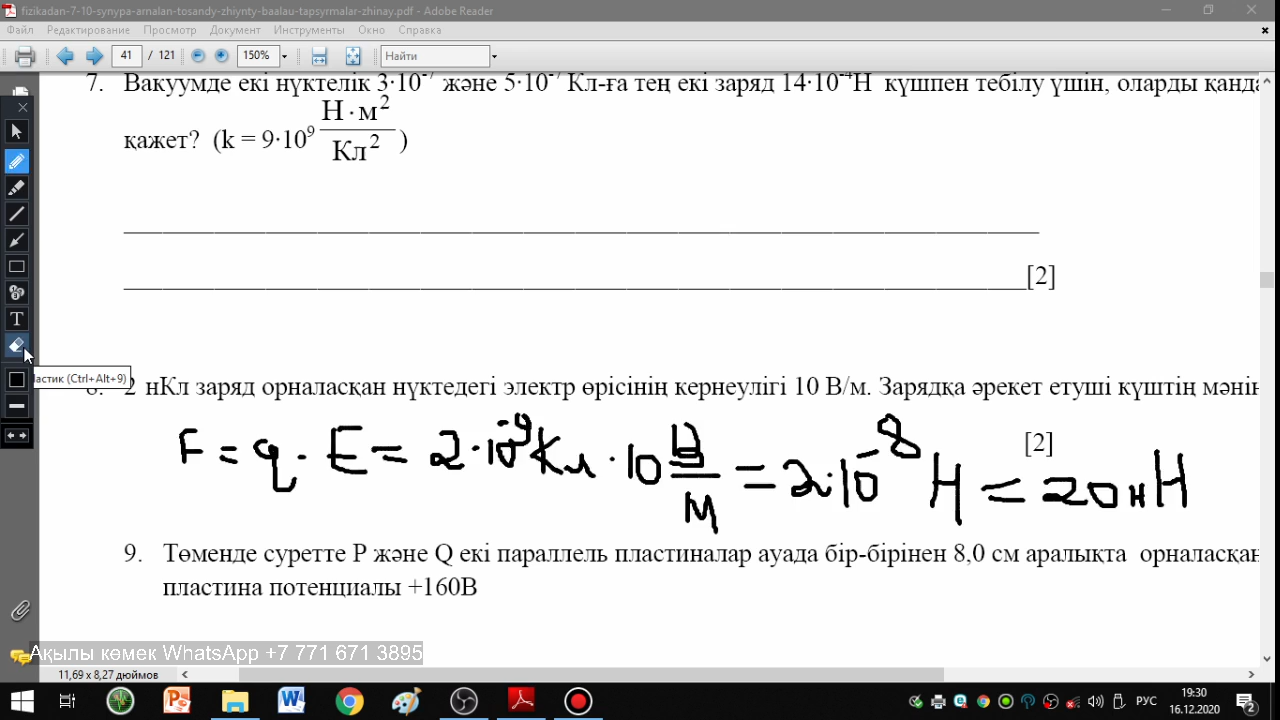 fizikadan-7-10-synypa-arnalan-tosandy-zhiynty-baalau-tapsyrmalar-zhinay.pdf - Adobe Reader
Файл Редактирование Просмотр Документ Инструменты Окно Справка
41 / 121 150% Найти
7. Вакуумде екі нүктелік 3·10⁻⁷ және 5·10⁻⁷ Кл-ға тең екі заряд 14·10⁻⁴Н күшпен тебілу үшін, оларды
қажет? (k = 9·10⁹ Н·м²/Кл²)
[2]
ластик (Ctrl+Alt+9)
8. 2 нКл заряд орналасқан нүктедегі электр өрісінің кернеулігі 10 В/м. Зарядқа әрекет етуші күштің
[2]
F = q · E = 2·10⁻⁹Кл · 10 В/м = 2·10⁻⁸ Н = 20нН
9. Төменде суретте P және Q екі параллель пластиналар ауада бір-бірінен 8,0 см аралықта орналасқан
пластина потенциалы +160В
Ақылы көмек WhatsApp +7 771 671 3895
11,69 x 8,27 дюймов
РУС 19:30
16.12.2020 2